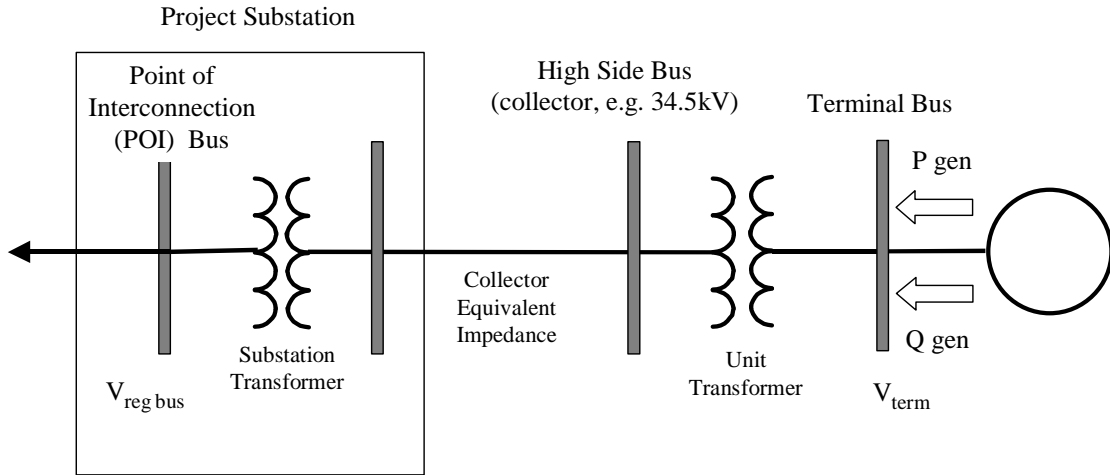 Project Substation
Point of
Interconnection
(POI) Bus
High Side Bus
(collector, e.g. 34.5kV)
Terminal Bus
P gen
Collector
Equivalent
Impedance
Q gen
Substation
Transformer
Unit
Transformer
V reg bus
V term